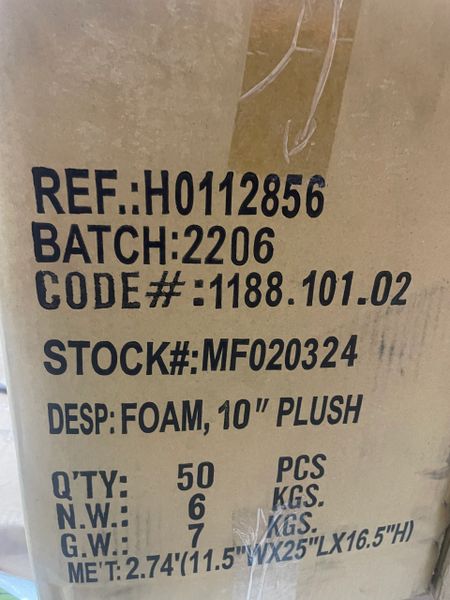 REF.:H0112856
BATCH:2206
CODE#:1188.101.02
STOCK#:MF020324
DESP:FOAM, 10" PLUSH
Q'TY: 50 PCS
N.W.: 6 KGS.
G.W.: 7 KGS.
ME'T: 2.74'(11.5"WX25"LX16.5"H)